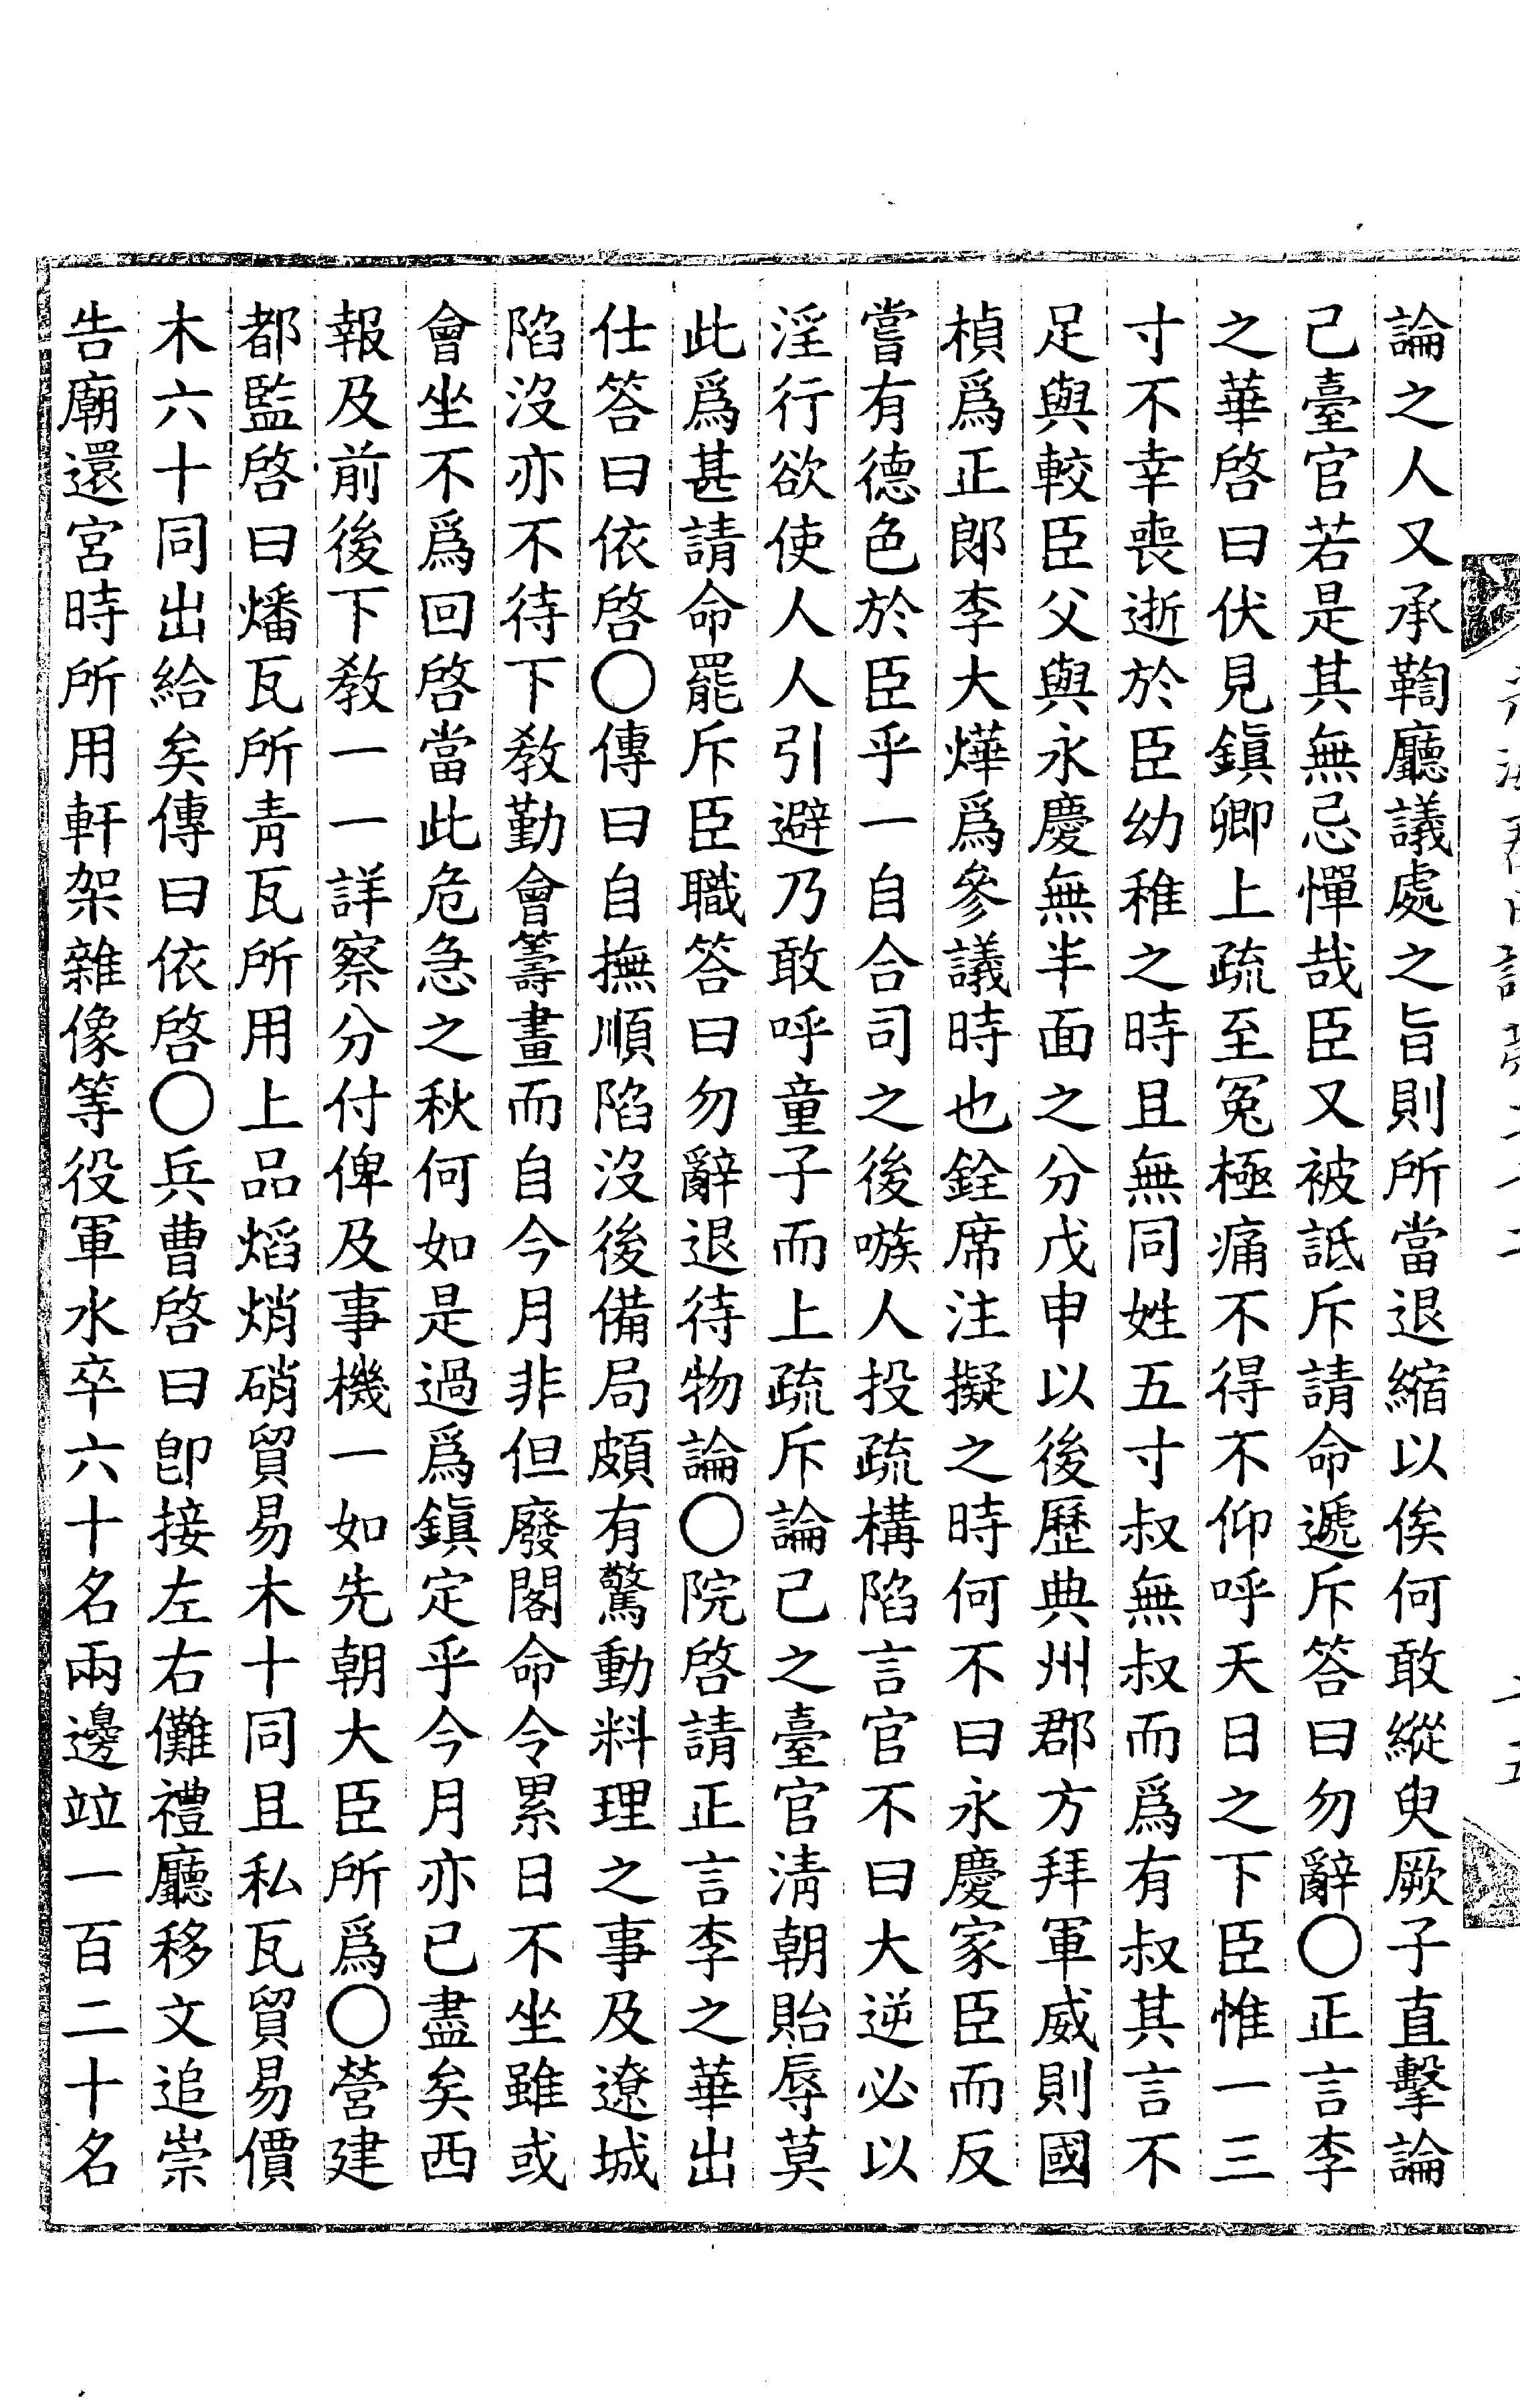 論之人又承鞫廳議處之旨則所當退縮以俟何敢縱臾厥子直擊論
己臺官若是其無忌憚哉臣又被詆斥請命遞斥答曰勿辭○正言李
之華啓曰伏見鎭卿上疏至冤極痛不得不仰呼天日之下臣惟一三
寸不幸喪逝於臣幼稚之時且無同姓五寸叔無叔而爲有叔其言不
足與較臣父與永慶無半面之分戊申以後歷典州郡方拜軍威則國
楨爲正郞李大燁爲參議時也銓席注擬之時何不曰永慶家臣而反
嘗有德色於臣乎一自合司之後嗾人投疏構陷言官不曰大逆必以
淫行欲使人人引避乃敢呼童子而上疏斥論己之臺官淸朝貽辱莫
此爲甚請命罷斥臣職答曰勿辭退待物論○院啓請正言李之華出
仕答曰依啓○傳曰自撫順陷沒後備局頗有驚動料理之事及遼城
陷沒亦不待下敎勤會籌畫而自今月非但廢閣命令累日不坐雖或
會坐不爲回啓當此危急之秋何如是過爲鎭定乎今月亦已盡矣西
報及前後下敎一一詳察分付俾及事機一如先朝大臣所爲○營建
都監啓曰燔瓦所靑瓦所用上品焰焇硝貿易木十同且私瓦貿易價
木六十同出給矣傳曰依啓○兵曹啓曰卽接左右儺禮廳移文追崇
告廟還宮時所用軒架雜像等役軍水卒六十名兩邊竝一百二十名